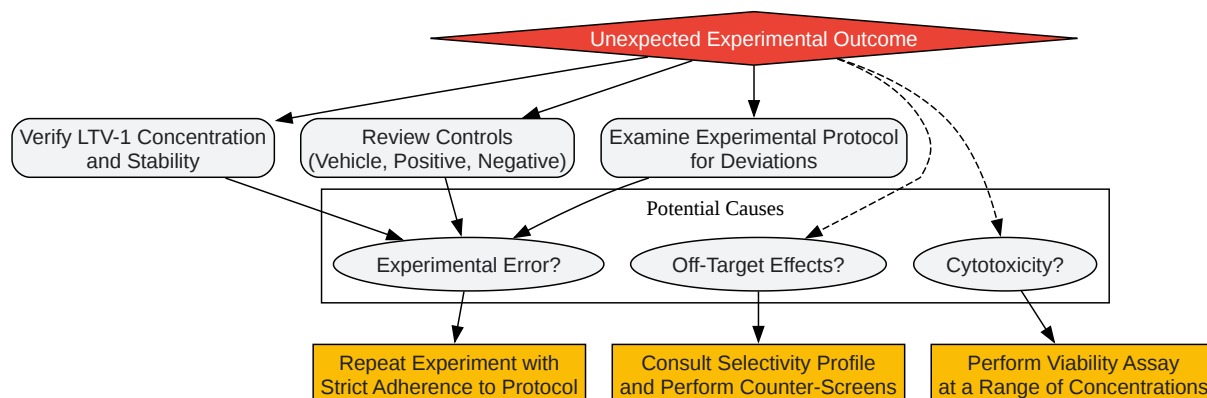 Unexpected Experimental Outcome
Verify LTV-1 Concentration
and Stability
Review Controls
(Vehicle, Positive, Negative)
Examine Experimental Protocol
for Deviations
Potential Causes
Experimental Error?
Off-Target Effects?
Cytotoxicity?
Repeat Experiment with
Strict Adherence to Protocol
Consult Selectivity Profile
and Perform Counter-Screens
Perform Viability Assay
at a Range of Concentrations